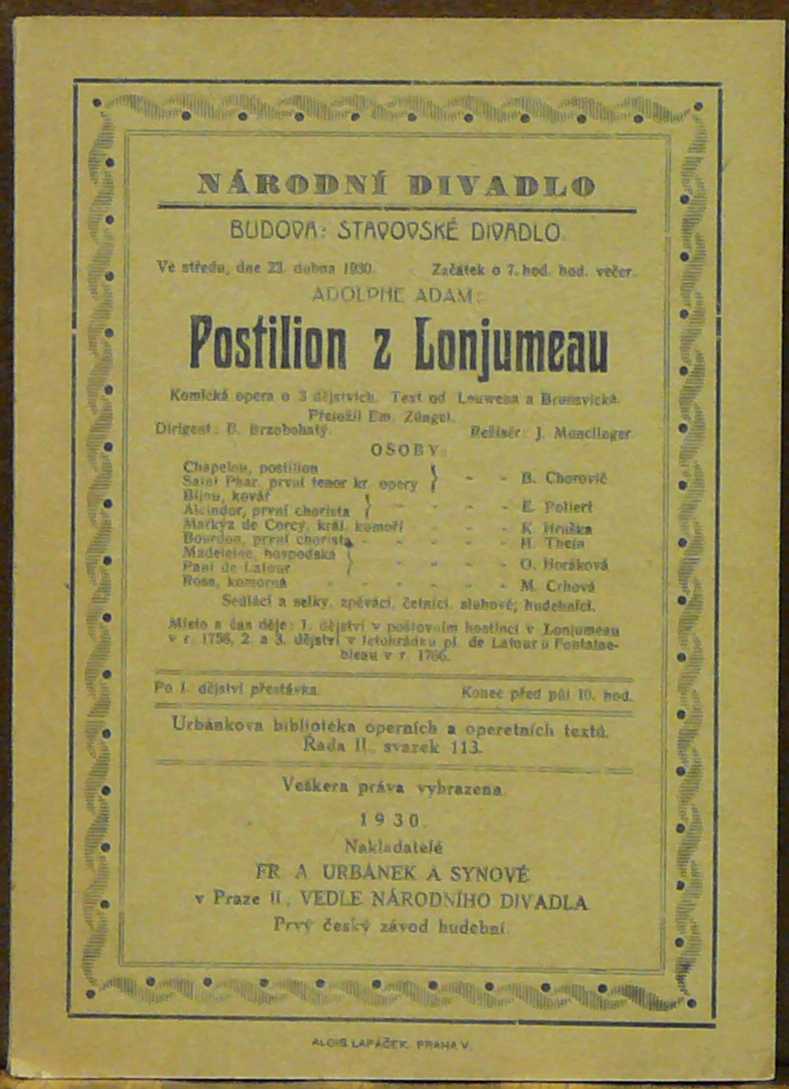 NÁRODNÍ DIVADLO
BUDOVA: STAVOVSKÉ DIVADLO
Ve středu, dne 23. dubna 1930. Začátek o 7. hod. hod. večer.
ADOLPHE ADAM:
Postilion z Lonjumeau
Komická opera o 3 dějstvích. Text od Leuwena a Brunsvicka.
Přeložil Em. Züngel.
Dirigent: B. Brzobohatý. Režisér: J. Munclinger.
OSOBY:
Chapelou, postilion
Saint Phar, první tenor kr. opery } - - B. Chorovič
Bijou, kovář
Alcindor, první chorista } - - - - E. Pollert
Markýz de Corcy, král. komoří - - - K. Hruška
Bourdon, první chorista - - - - H. Thein
Madeleine, hospodská
Paní de Latour } - - - - O. Horáková
Rosa, komorná - - - - - - M. Crhová
Sedláci a selky, zpěváci, četníci, sluhové, hudebníci.
Místo a čas děje: 1. dějství v poštovním hostinci v Lonjumeau
v r. 1756, 2. a 3. dějství v letohrádku pí. de Latour u Fontaine-
bleau v r. 1766.
Po 1. dějství přestávka. Konec před půl 10. hod.
Urbánkova bibliotéka operních a operetních textů.
Řada II., svazek 113.
Veškera práva vyhrazena.
1930.
Nakladatelé
FR. A. URBÁNEK A SYNOVÉ
v Praze II., VEDLE NÁRODNÍHO DIVADLA
Prvý český závod hudební.
ALOIS LAPÁČEK, PRAHA V.